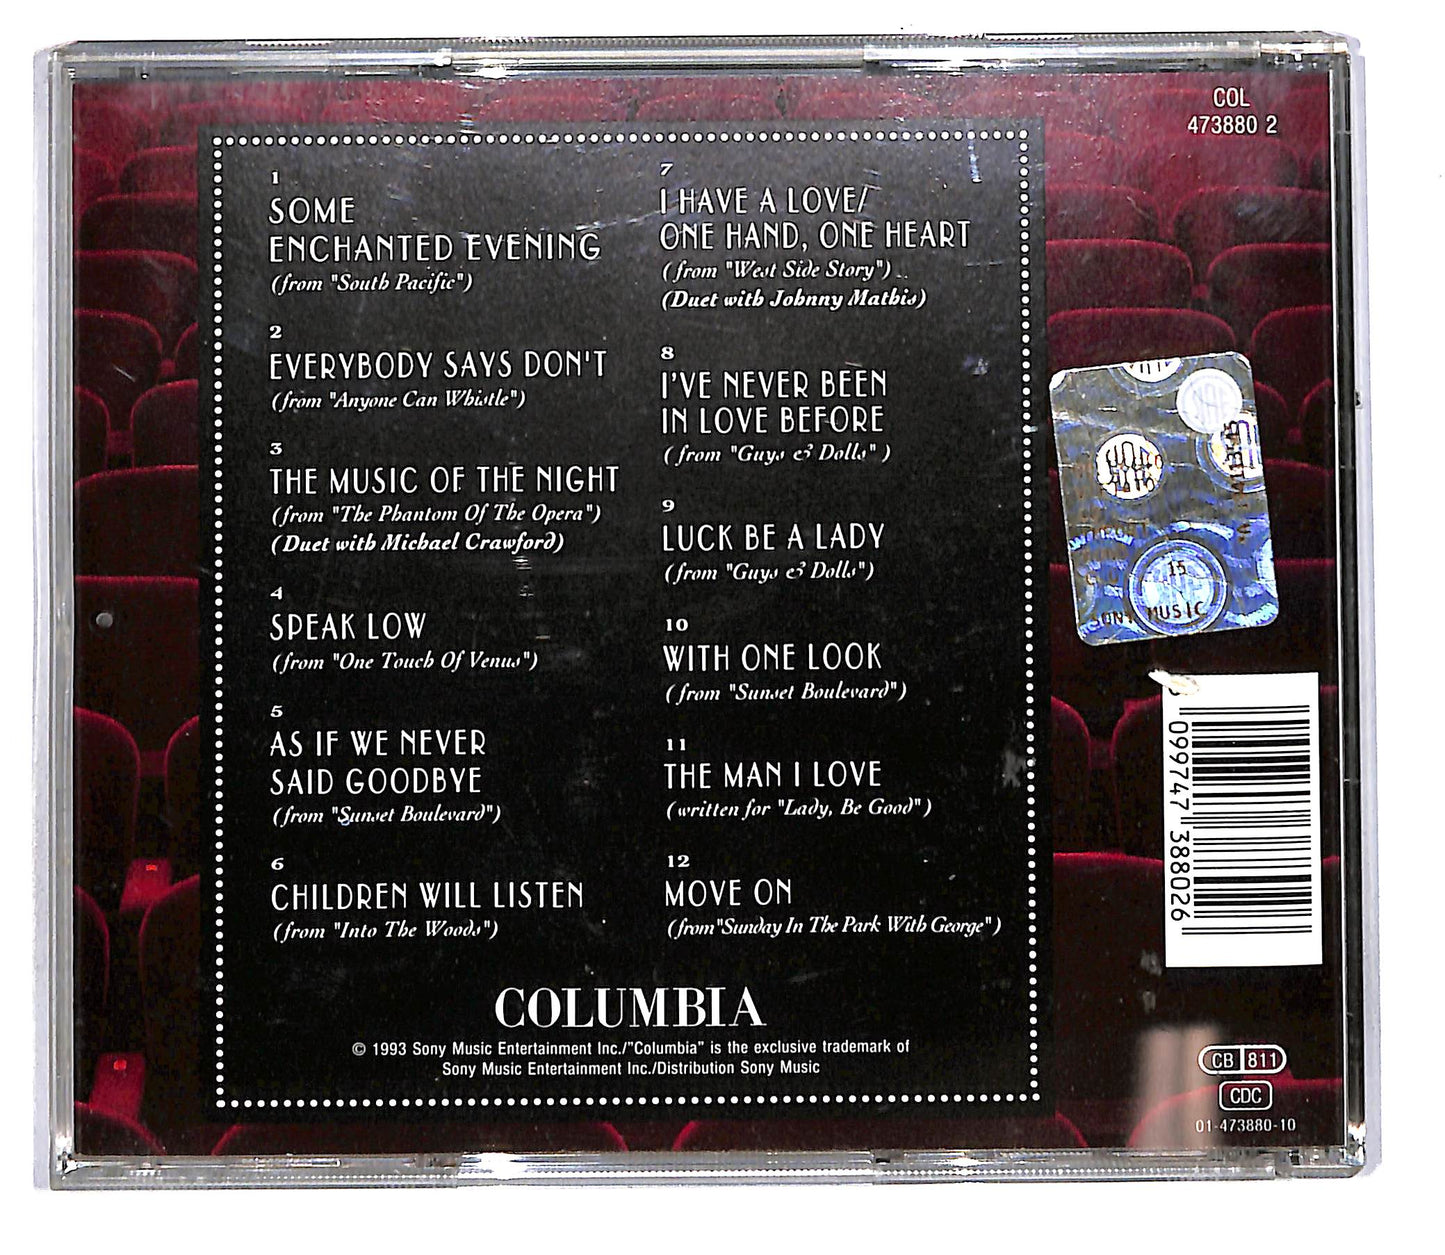 COL
473880 2
1
SOME
ENCHANTED EVENING
(from "South Pacific")
2
EVERYBODY SAYS DON'T
(from "Anyone Can Whistle")
3
THE MUSIC OF THE NIGHT
(from "The Phantom Of The Opera")
(Duet with Michael Crawford)
4
SPEAK LOW
(from "One Touch Of Venus")
5
AS IF WE NEVER
SAID GOODBYE
(from "Sunset Boulevard")
6
CHILDREN WILL LISTEN
(from "Into The Woods")
7
I HAVE A LOVE/
ONE HAND, ONE HEART
(from "West Side Story")
(Duet with Johnny Mathis)
8
I'VE NEVER BEEN
IN LOVE BEFORE
(from "Guys & Dolls" )
9
LUCK BE A LADY
(from "Guys & Dolls")
10
WITH ONE LOOK
(from "Sunset Boulevard")
11
THE MAN I LOVE
(written for "Lady, Be Good" )
12
MOVE ON
(from "Sunday In The Park With George")
COLUMBIA
© 1993 Sony Music Entertainment Inc./"Columbia" is the exclusive trademark of
Sony Music Entertainment Inc./Distribution Sony Music
15
SONY MUSIC
099747 388026
CB 811
CDC
01-473880-10